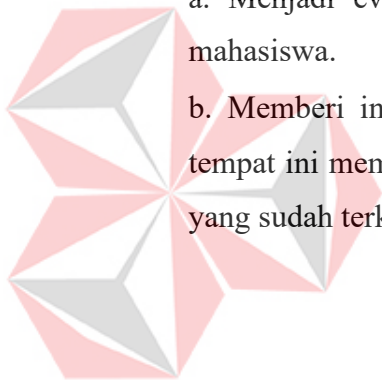 a. Menjadi ev
mahasiswa.
b. Memberi in
tempat ini men
yang sudah terk